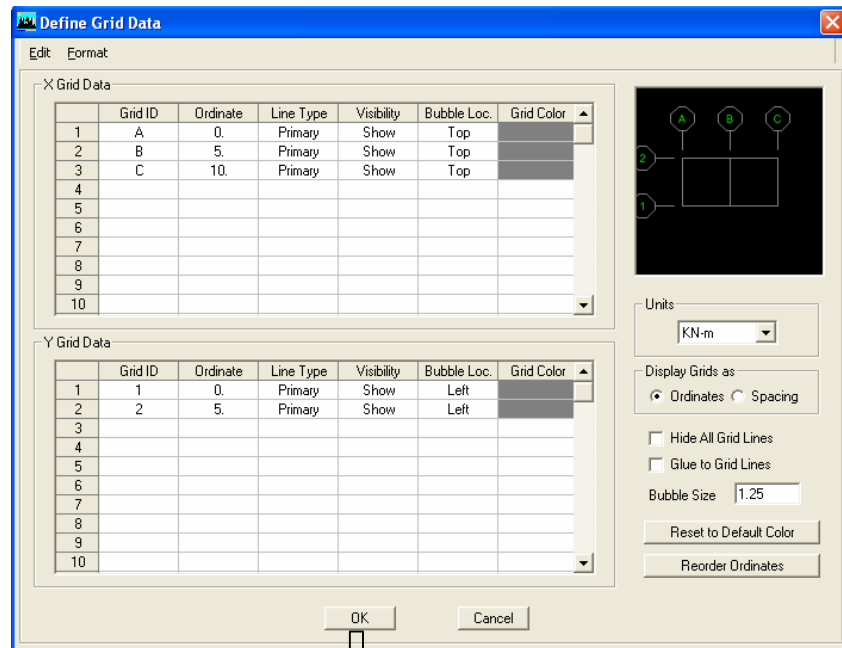 Define Grid Data
Edit Format
X Grid Data
Grid ID Ordinate Line Type Visibility Bubble Loc. Grid Color
1 A 0. Primary Show Top
2 B 5. Primary Show Top
3 C 10. Primary Show Top
4
5
6
7
8
9
10
Y Grid Data
Grid ID Ordinate Line Type Visibility Bubble Loc. Grid Color
1 1 0. Primary Show Left
2 2 5. Primary Show Left
3
4
5
6
7
8
9
10
A B C
2
1
Units
KN-m
Display Grids as
Ordinates Spacing
Hide All Grid Lines
Glue to Grid Lines
Bubble Size 1.25
Reset to Default Color
Reorder Ordinates
OK Cancel